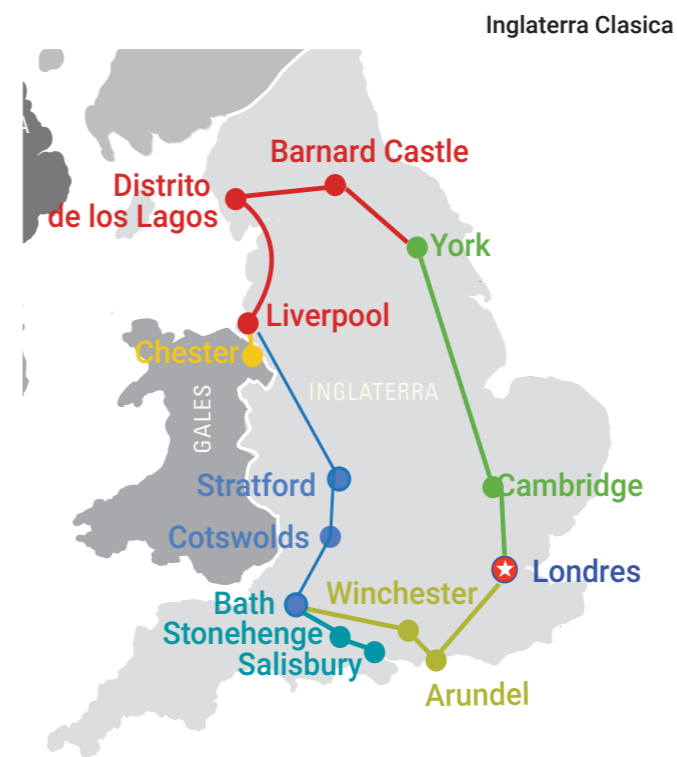 Inglaterra Clasica
A
Barnard Castle
Distrito
de los Lagos
York
Liverpool
Chester
INGLATERRA
GALES
Stratford
Cambridge
Cotswolds
Londres
Winchester
Bath
Stonehenge
Salisbury
Arundel